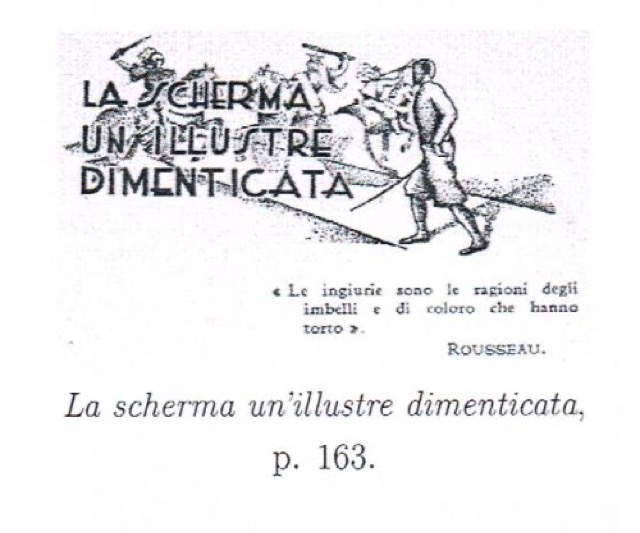 LA SCHERMA
UN'ILLUSTRE
DIMENTICATA
« Le ingiurie sono le ragioni degli
imbelli e di coloro che hanno
torto ».
ROUSSEAU.
La scherma un'illustre dimenticata,
p. 163.